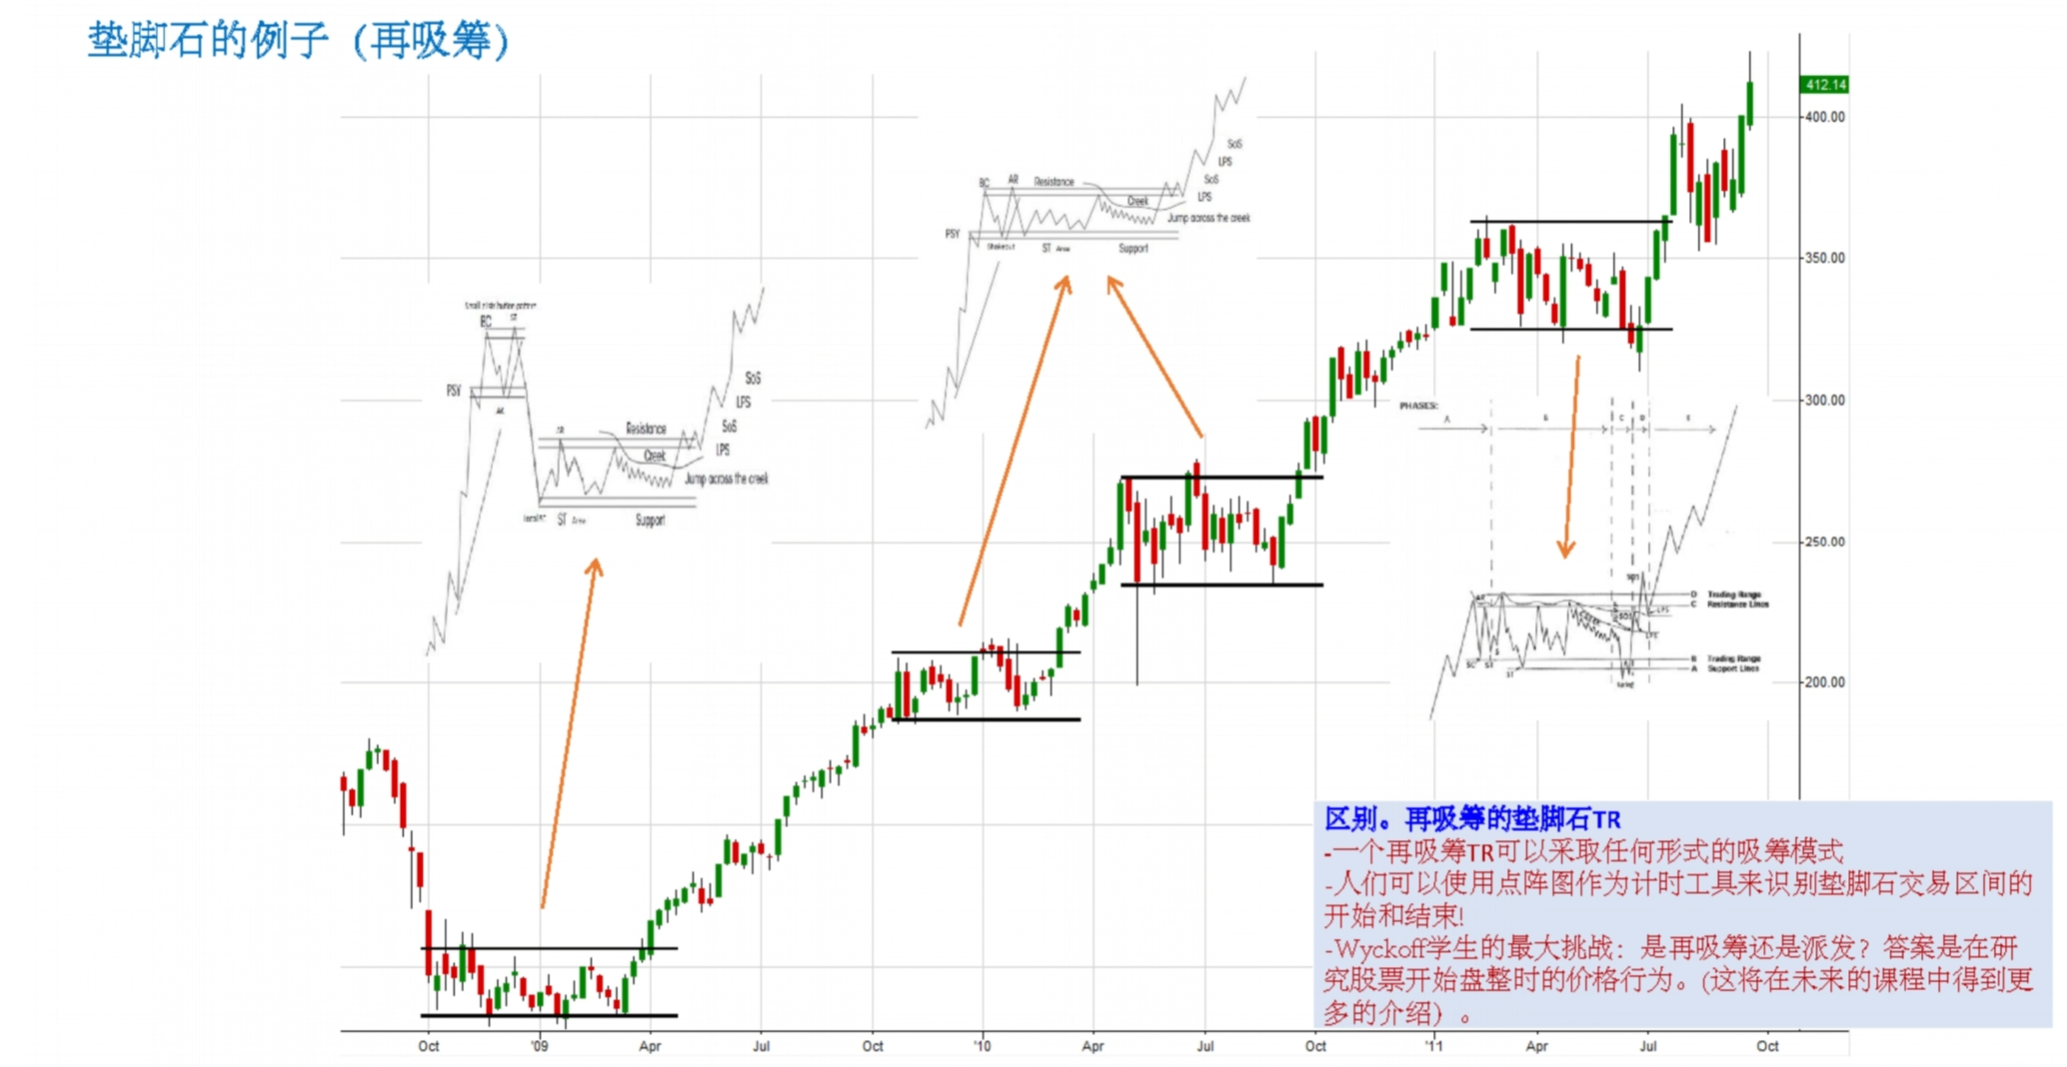 垫脚石的例子（再吸筹）
412.14
400.00
350.00
300.00
250.00
200.00
SoS
LPS
BC
AR
Resistance
SoS
Creek
LPS
Jump across the creek
PSY
Shakeout
ST Area
Support
BC
ST
PSY
AR
SoS
LPS
AR
Resistance
SoS
Creek
LPS
Jump across the creek
ST Area
Support
PHASES:
A
B
C
D
E
D Trading Range
C Resistance Lines
LPS
LPS
SC
ST
B Trading Range
A Support Lines
ST
区别。再吸筹的垫脚石TR
-一个再吸筹TR可以采取任何形式的吸筹模式
-人们可以使用点阵图作为计时工具来识别垫脚石交易区间的
开始和结束!
-Wyckoff学生的最大挑战：是再吸筹还是派发？答案是在研
究股票开始盘整时的价格行为。(这将在未来的课程中得到更
多的介绍）。
Oct '09 Apr Jul Oct '10 Apr Jul Oct '11 Apr Jul Oct